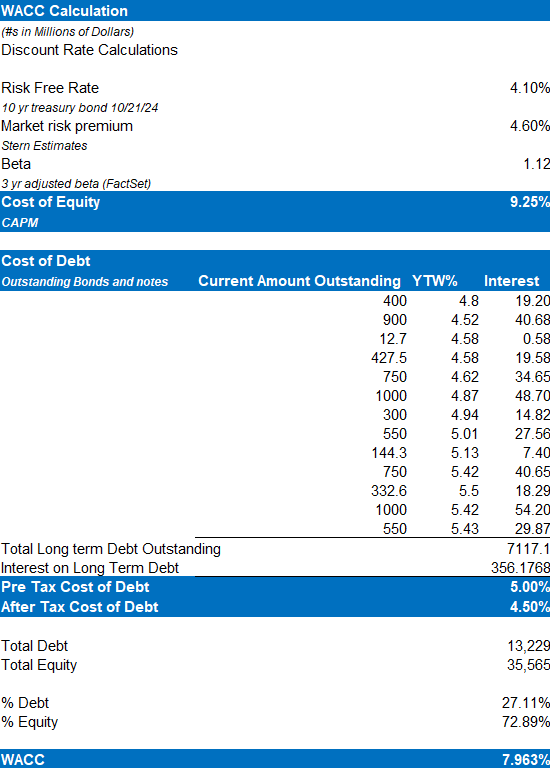 WACC Calculation
(#s in Millions of Dollars)
Discount Rate Calculations
Risk Free Rate 4.10%
10 yr treasury bond 10/21/24
Market risk premium 4.60%
Stern Estimates
Beta 1.12
3 yr adjusted beta (FactSet)
Cost of Equity 9.25%
CAPM
Cost of Debt
Outstanding Bonds and notes Current Amount Outstanding YTW% Interest
400 4.8 19.20
900 4.52 40.68
12.7 4.58 0.58
427.5 4.58 19.58
750 4.62 34.65
1000 4.87 48.70
300 4.94 14.82
550 5.01 27.56
144.3 5.13 7.40
750 5.42 40.65
332.6 5.5 18.29
1000 5.42 54.20
550 5.43 29.87
Total Long term Debt Outstanding 7117.1
Interest on Long Term Debt 356.1768
Pre Tax Cost of Debt 5.00%
After Tax Cost of Debt 4.50%
Total Debt 13,229
Total Equity 35,565
% Debt 27.11%
% Equity 72.89%
WACC 7.963%